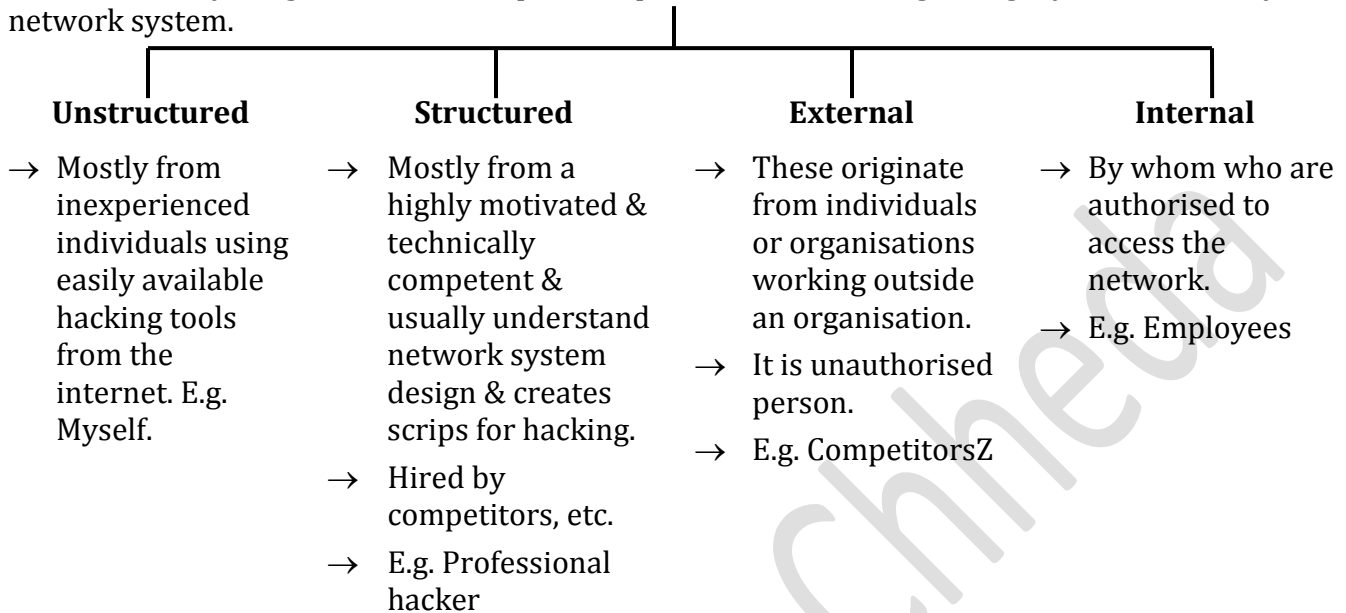 network system.
Unstructured
→ Mostly from
inexperienced
individuals using
easily available
hacking tools
from the
internet. E.g.
Myself.
Structured
→ Mostly from a
highly motivated &
technically
competent &
usually understand
network system
design & creates
scrips for hacking.
→ Hired by
competitors, etc.
→ E.g. Professional
hacker
External
→ These originate
from individuals
or organisations
working outside
an organisation.
→ It is unauthorised
person.
→ E.g. CompetitorsZ
Internal
→ By whom who are
authorised to
access the
network.
→ E.g. Employees
Chheda